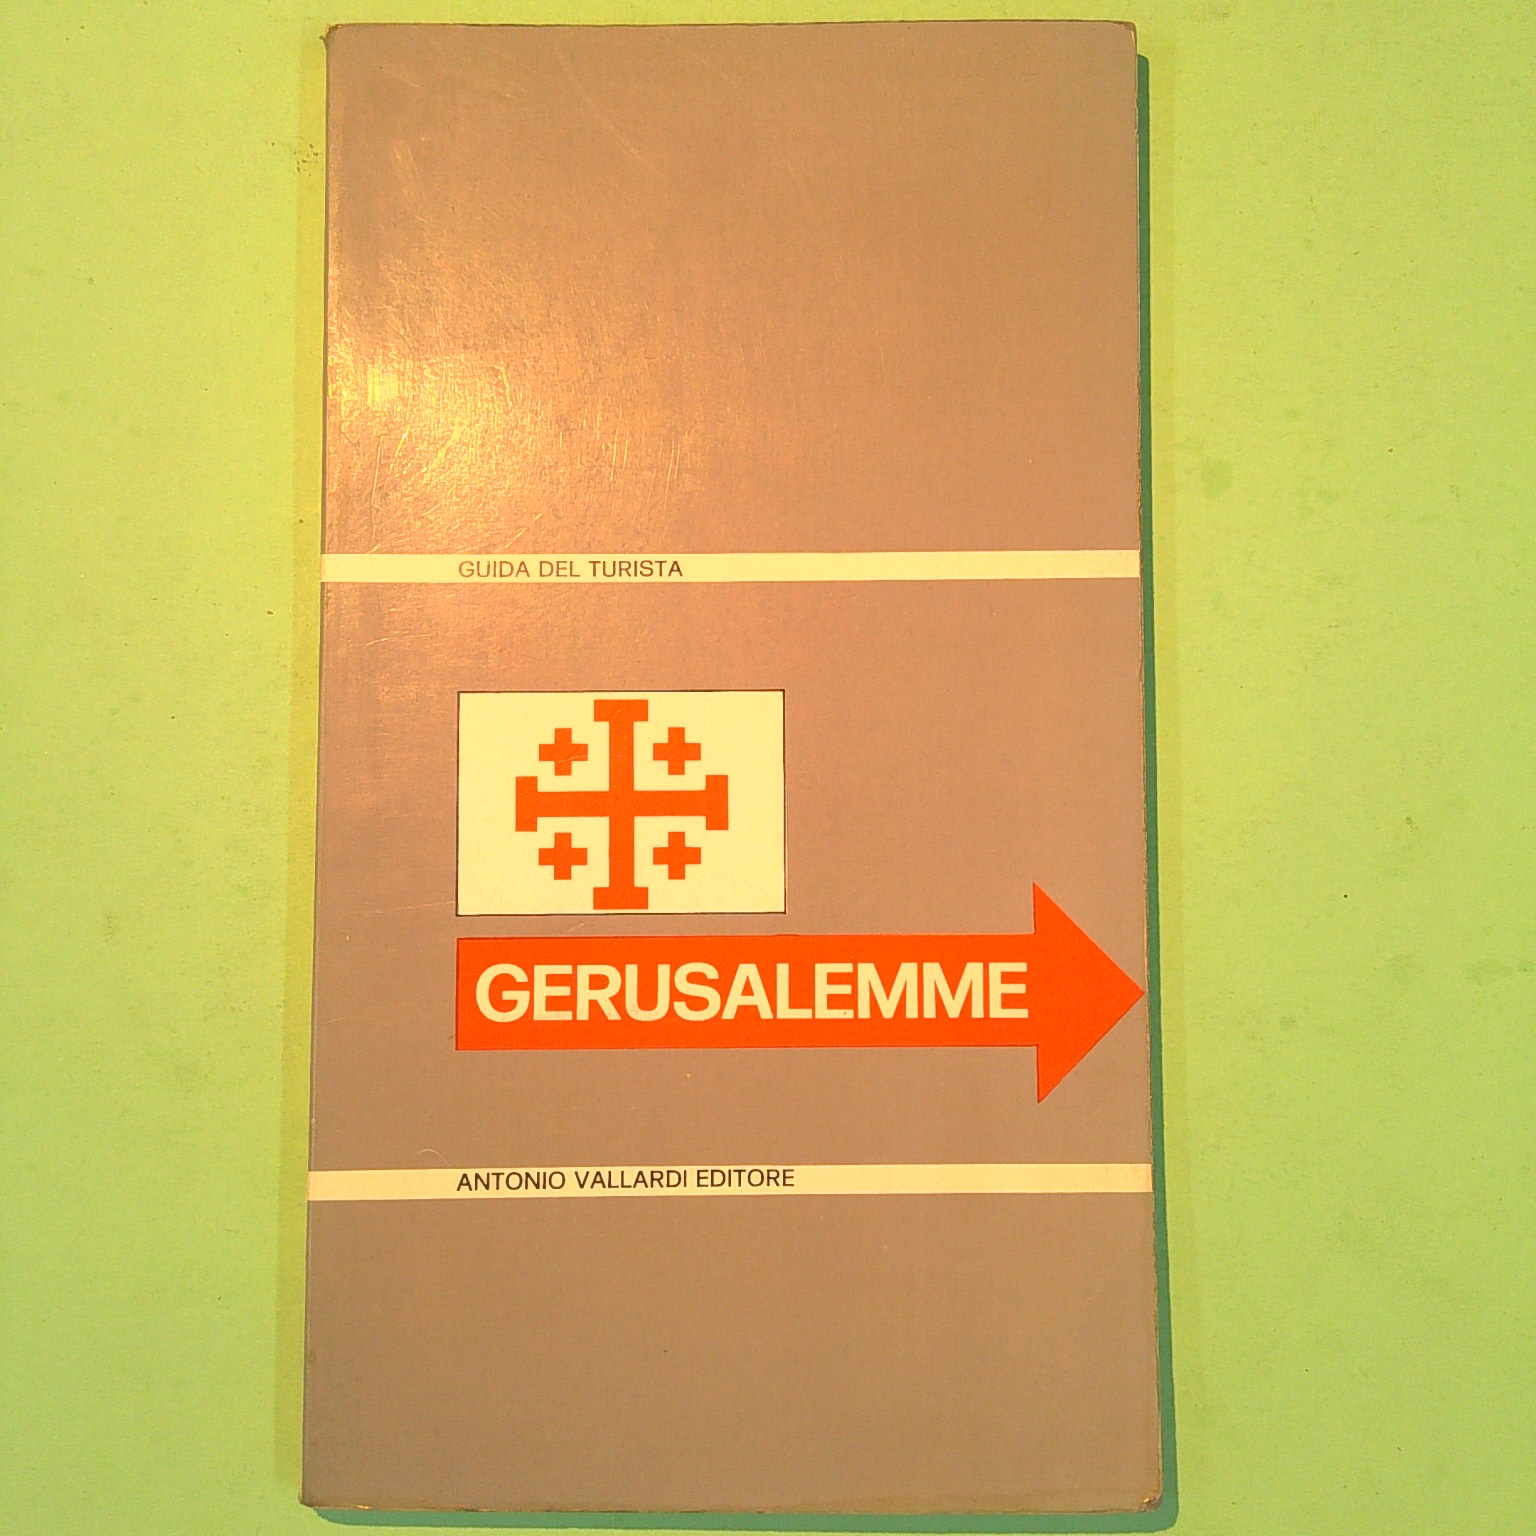 GUIDA DEL TURISTA
GERUSALEMME
ANTONIO VALLARDI EDITORE